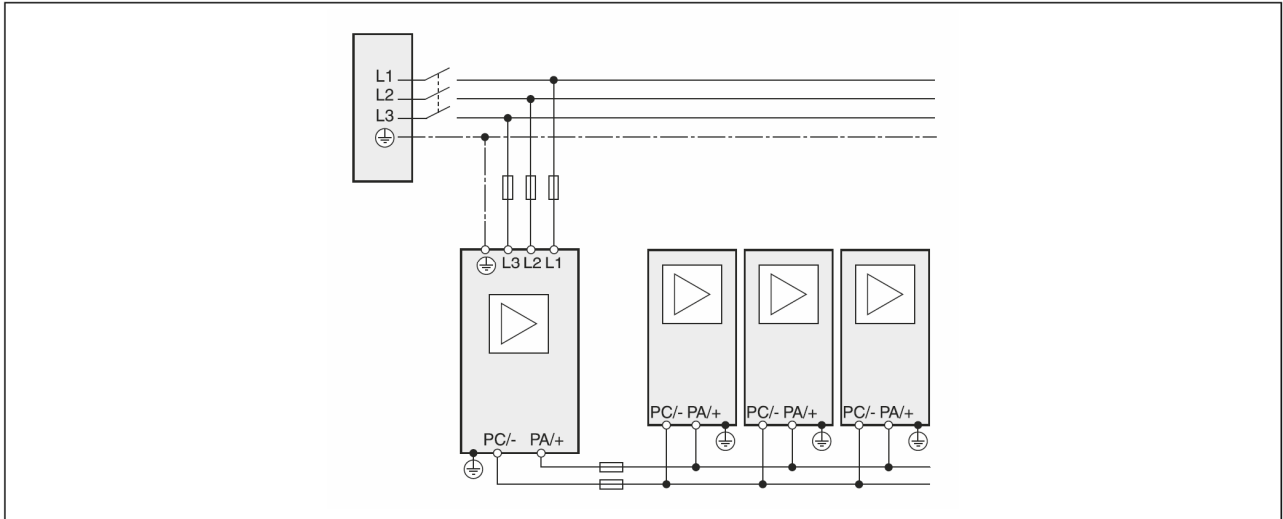 L1
L2
L3
L3 L2 L1
PC/- PA/+
PC/- PA/+
PC/- PA/+
PC/- PA/+